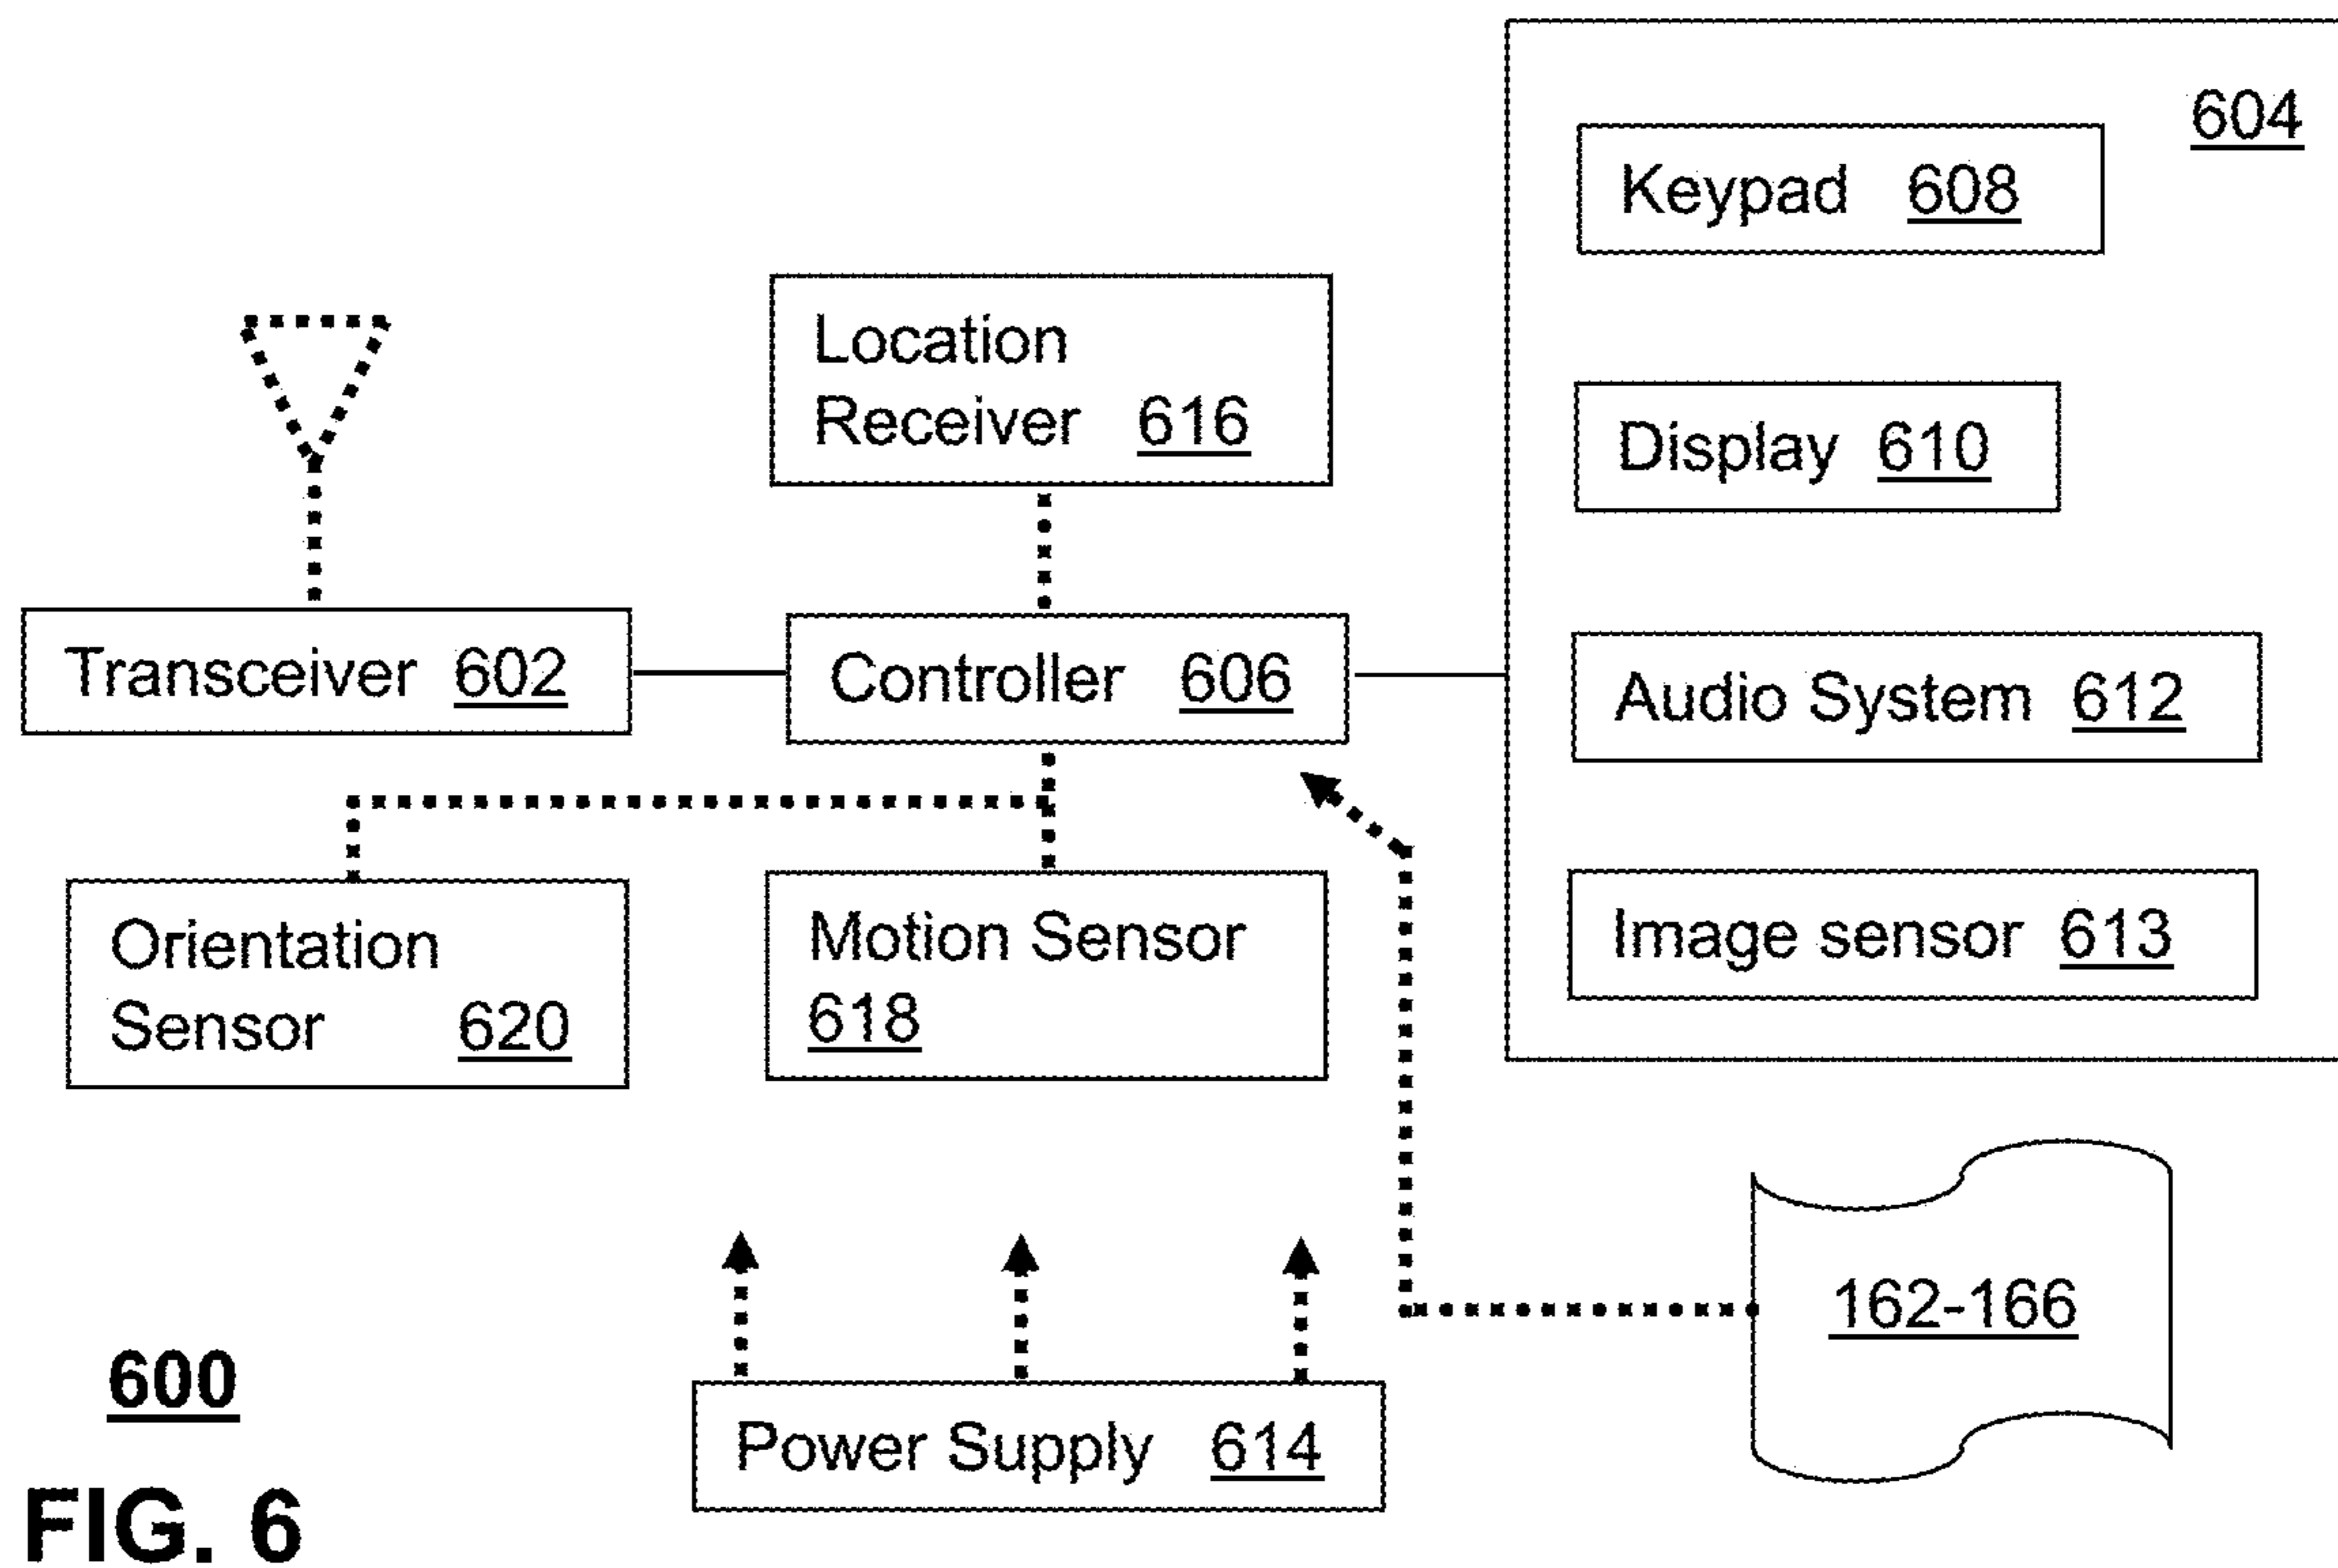 604
Keypad 608
Location
Receiver 616
Display 610
Transceiver 602
Controller 606
Audio System 612
Orientation
Sensor 620
Motion Sensor
618
Image sensor 613
162-166
600
Power Supply 614
FIG. 6